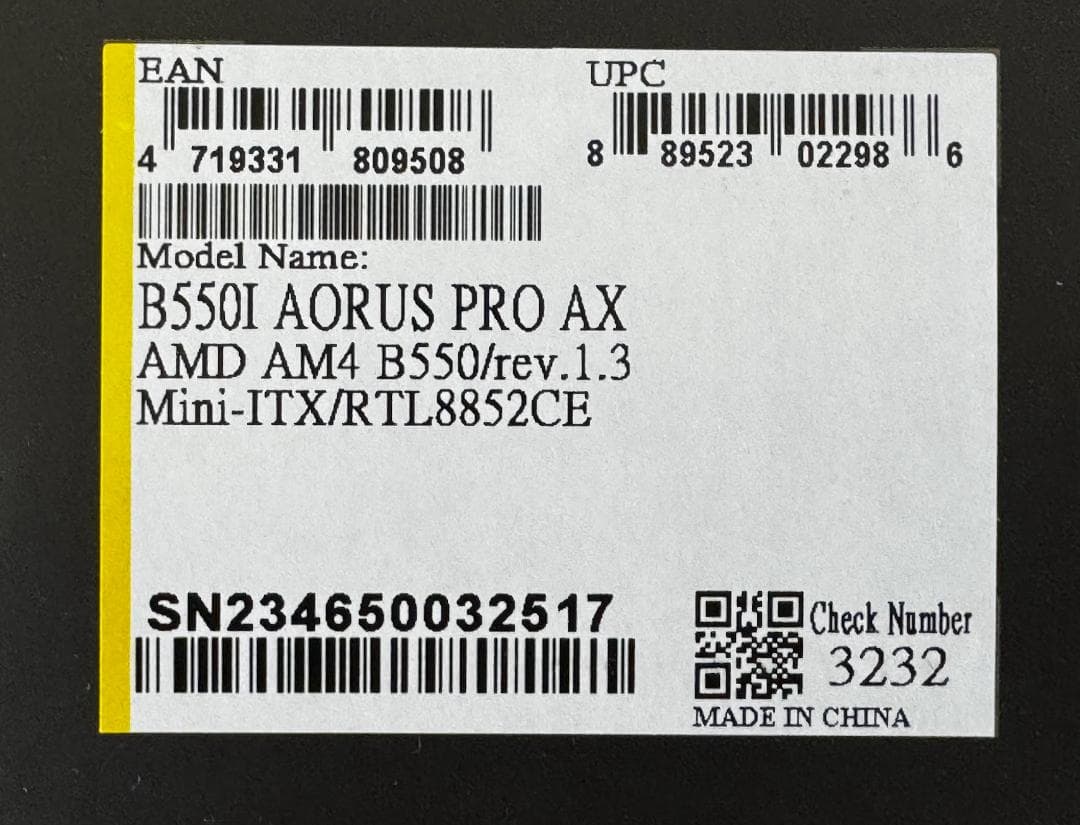 EAN
4 719331 809508
UPC
8 89523 02298 6
Model Name:
B550I AORUS PRO AX
AMD AM4 B550/rev.1.3
Mini-ITX/RTL8852CE
SN234650032517
Check Number
3232
MADE IN CHINA